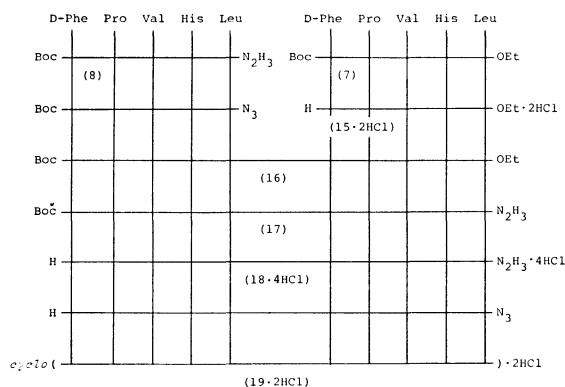 D-Phe Pro Val His Leu D-Phe Pro Val His Leu
Boc N2H3 Boc OEt
(8) (7)
Boc N3 H OEt·2HCl
(15·2HCl)
Boc OEt
(16)
Boc N2H3
(17)
H N2H3·4HCl
(18·4HCl)
H N3
cyclo( )·2HCl
(19·2HCl)